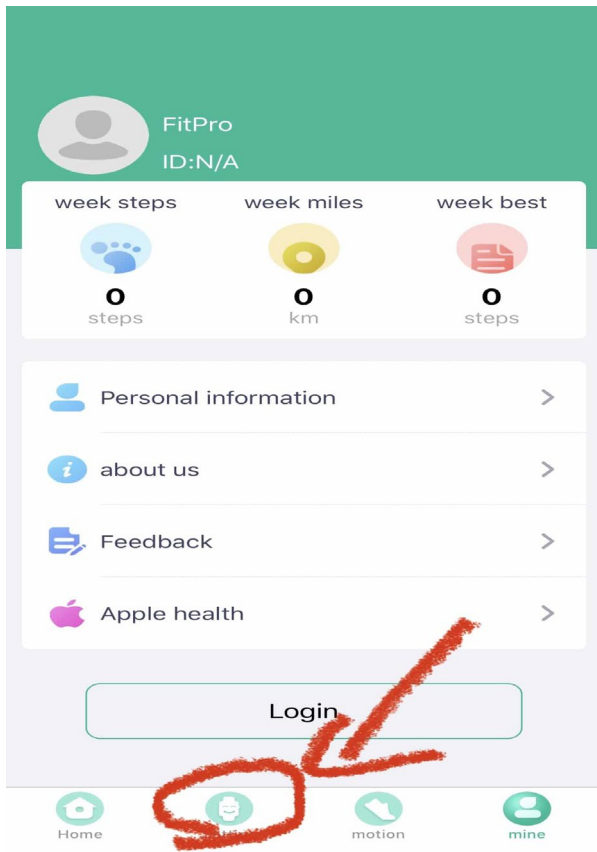 FitPro
ID:N/A
week steps week miles week best
0 0 0
steps km steps
Personal information
about us
Feedback
Apple health
Login
Home motion mine